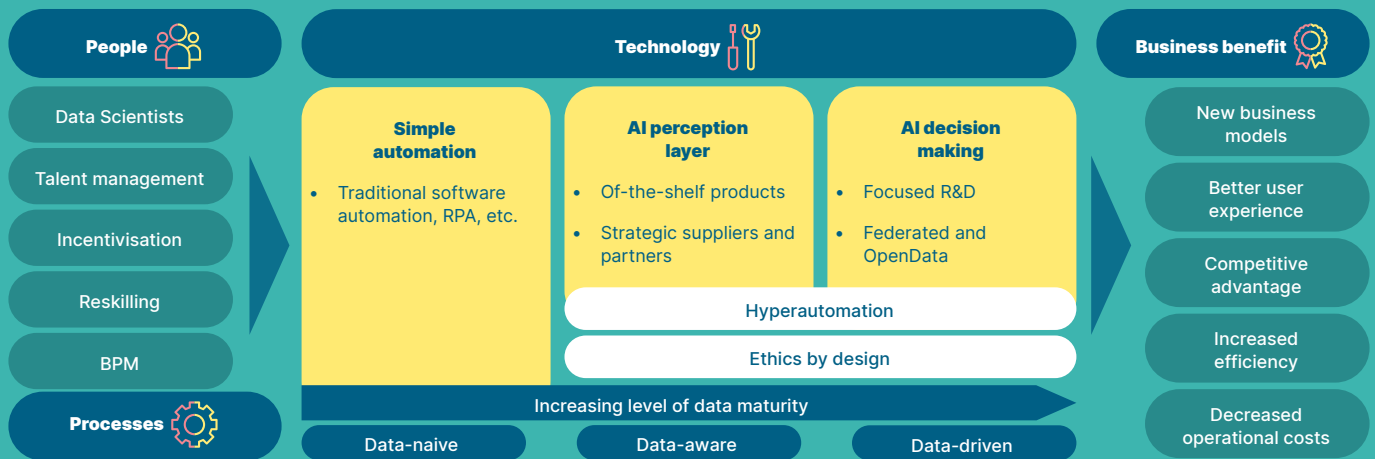 People
Data Scientists
Talent management
Incentivisation
Reskilling
BPM
Processes
Technology
Simple
automation
• Traditional software
automation, RPA, etc.
AI perception
layer
• Of-the-shelf products
• Strategic suppliers and
partners
AI decision
making
• Focused R&D
• Federated and
OpenData
Hyperautomation
Ethics by design
Increasing level of data maturity
Data-naive
Data-aware
Data-driven
Business benefit
New business
models
Better user
experience
Competitive
advantage
Increased
efficiency
Decreased
operational costs